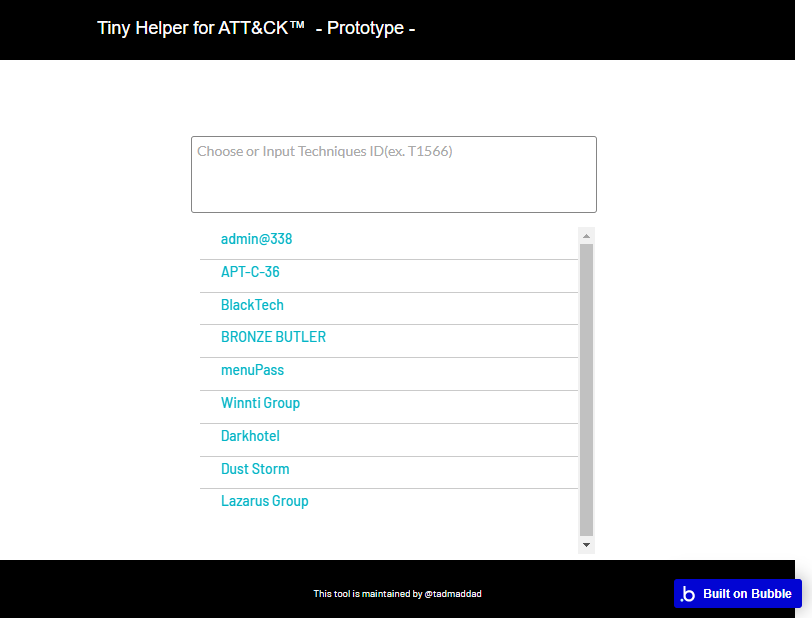 Tiny Helper for ATT&CK™ - Prototype -
Choose or Input Techniques ID(ex. T1566)
admin@338
APT-C-36
BlackTech
BRONZE BUTLER
menuPass
Winnti Group
Darkhotel
Dust Storm
Lazarus Group
This tool is maintained by @tadmaddad
.b Built on Bubble